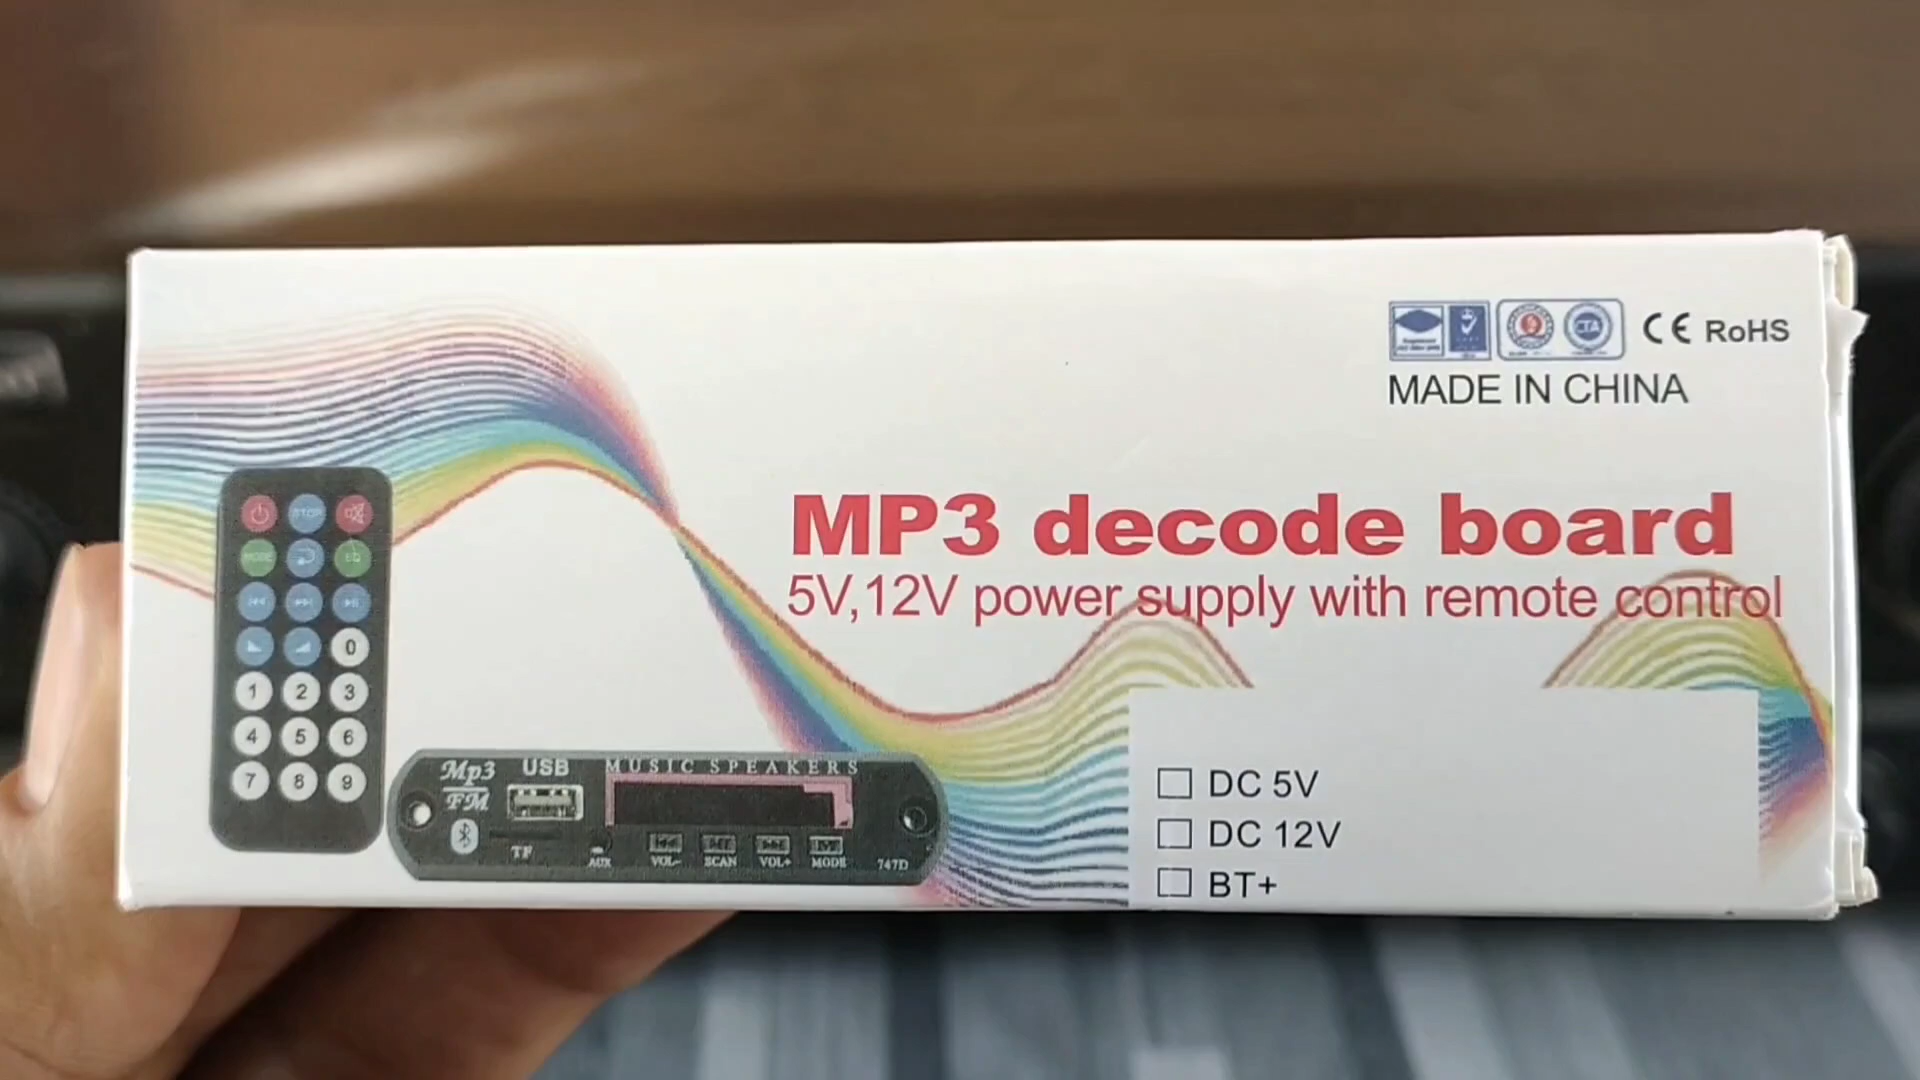 CE RoHS
MADE IN CHINA
MP3 decode board
5V,12V power supply with remote control
STOP
MODE EQ
0
1 2 3
4 5 6
7 8 9
Mp3 USB MUSIC SPEAKERS
FM
TF AUX VOL- SCAN VOL+ MODE 747D
DC 5V
DC 12V
BT+